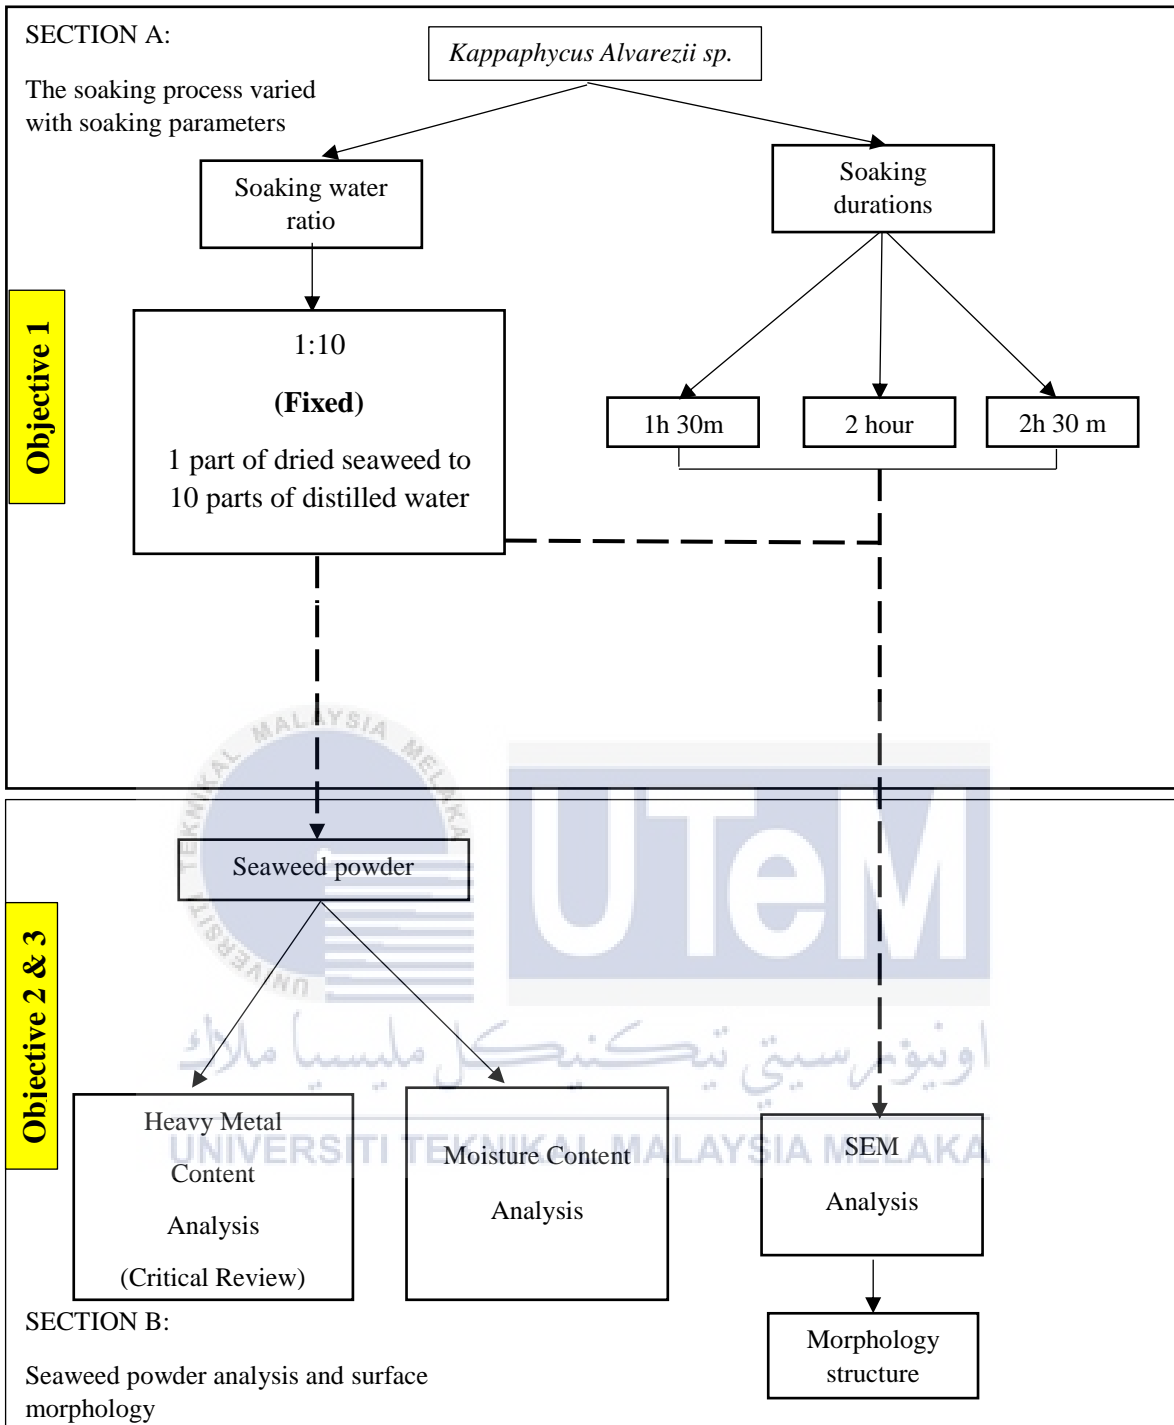 SECTION A:
The soaking process varied
with soaking parameters
Kappaphycus Alvarezii sp.
Soaking water
ratio
Soaking
durations
Objective 1
1:10
(Fixed)
1 part of dried seaweed to
10 parts of distilled water
1h 30m
2 hour
2h 30 m
UNIVERSITI TEKNIKAL MALAYSIA MELAKA
UTeM
Seaweed powder
Objective 2 & 3
اونيۏرسيتي تيكنيكل مليسيا ملاك
UNIVERSITI TEKNIKAL MALAYSIA MELAKA
Heavy Metal
Content
Analysis
(Critical Review)
Moisture Content
Analysis
SEM
Analysis
Morphology
structure
SECTION B:
Seaweed powder analysis and surface
morphology